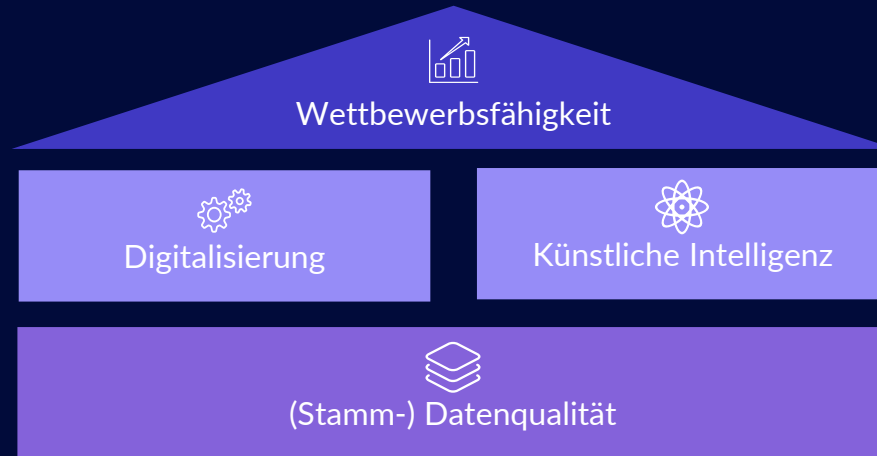 Wettbewerbsfähigkeit
Digitalisierung
Künstliche Intelligenz
(Stamm-) Datenqualität